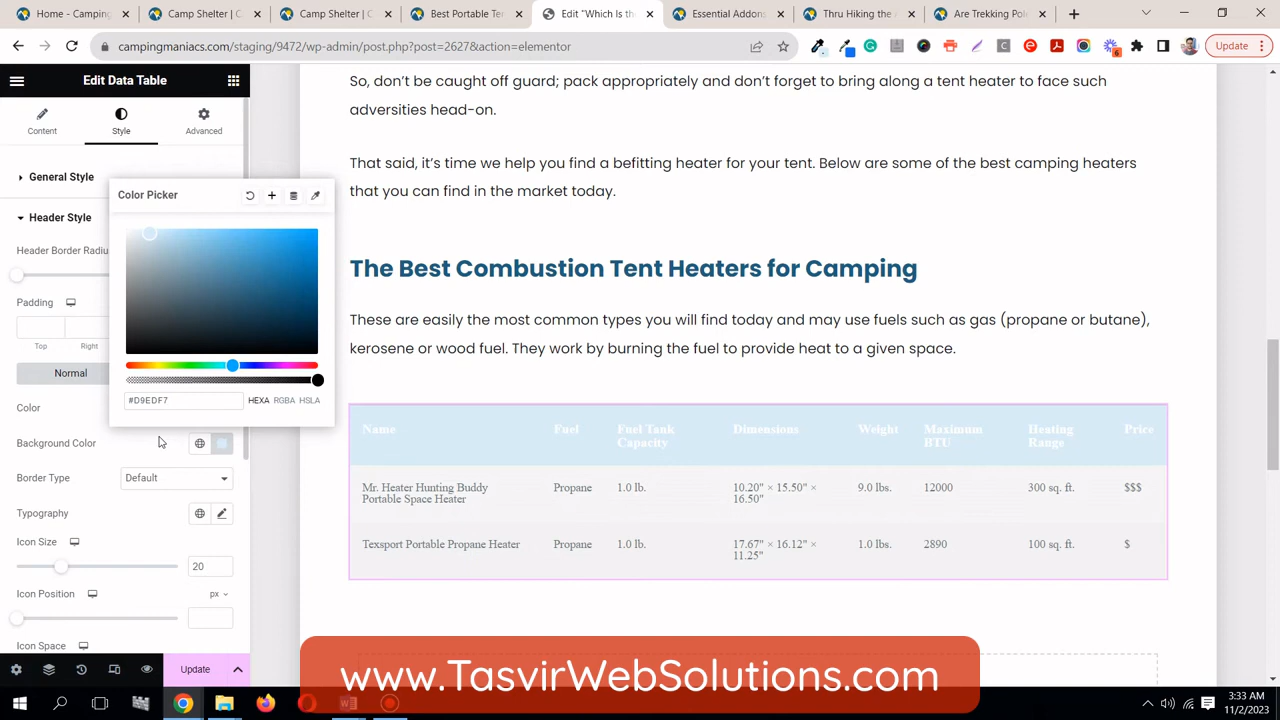 Home - Camping
Camp Shelter | C
Camp Shelter | C
Best Portable Ten
Edit "Which Is th
Essential Addons
Thru Hiking the A
Are Trekking Pol
campingmaniacs.com/staging/9472/wp-admin/post.php?post=2627&action=elementor
Update
Edit Data Table
Content
Style
Advanced
General Style
Color Picker
Header Style
Header Border Radiu
Padding
Top
Right
Normal
#D9EDF7
HEXA
RGBA
HSLA
Color
Background Color
Border Type
Default
Typography
Icon Size
20
Icon Position
px
Icon Space
Update
So, don't be caught off guard; pack appropriately and don't forget to bring along a tent heater to face such
adversities head-on.
That said, it's time we help you find a befitting heater for your tent. Below are some of the best camping heaters
that you can find in the market today.
The Best Combustion Tent Heaters for Camping
These are easily the most common types you will find today and may use fuels such as gas (propane or butane),
kerosene or wood fuel. They work by burning the fuel to provide heat to a given space.
Name Fuel Fuel Tank Dimensions Weight Maximum Heating Price
Capacity BTU Range
Mr. Heater Hunting Buddy Propane 1.0 lb. 10.20" × 15.50" × 9.0 lbs. 12000 300 sq. ft. $$$
Portable Space Heater 16.50"
Texsport Portable Propane Heater Propane 1.0 lb. 17.67" × 16.12" × 1.0 lbs. 2890 100 sq. ft. $
11.25"
www.TasvirWebSolutions.com
3:33 AM
11/2/2023